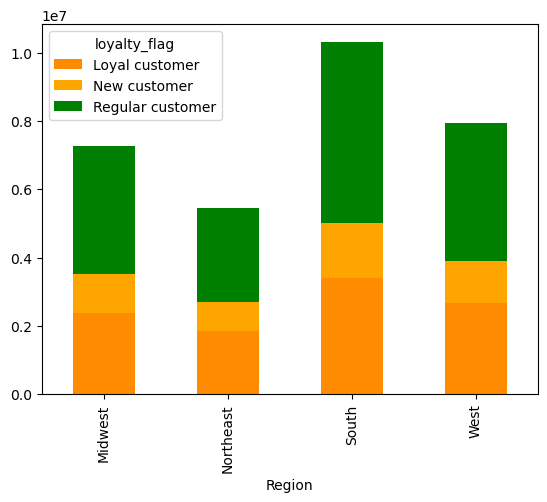 1e7
loyalty_flag
Loyal customer
New customer
Regular customer
1.0
0.8
0.6
0.4
0.2
0.0
Midwest
Northeast
South
West
Region